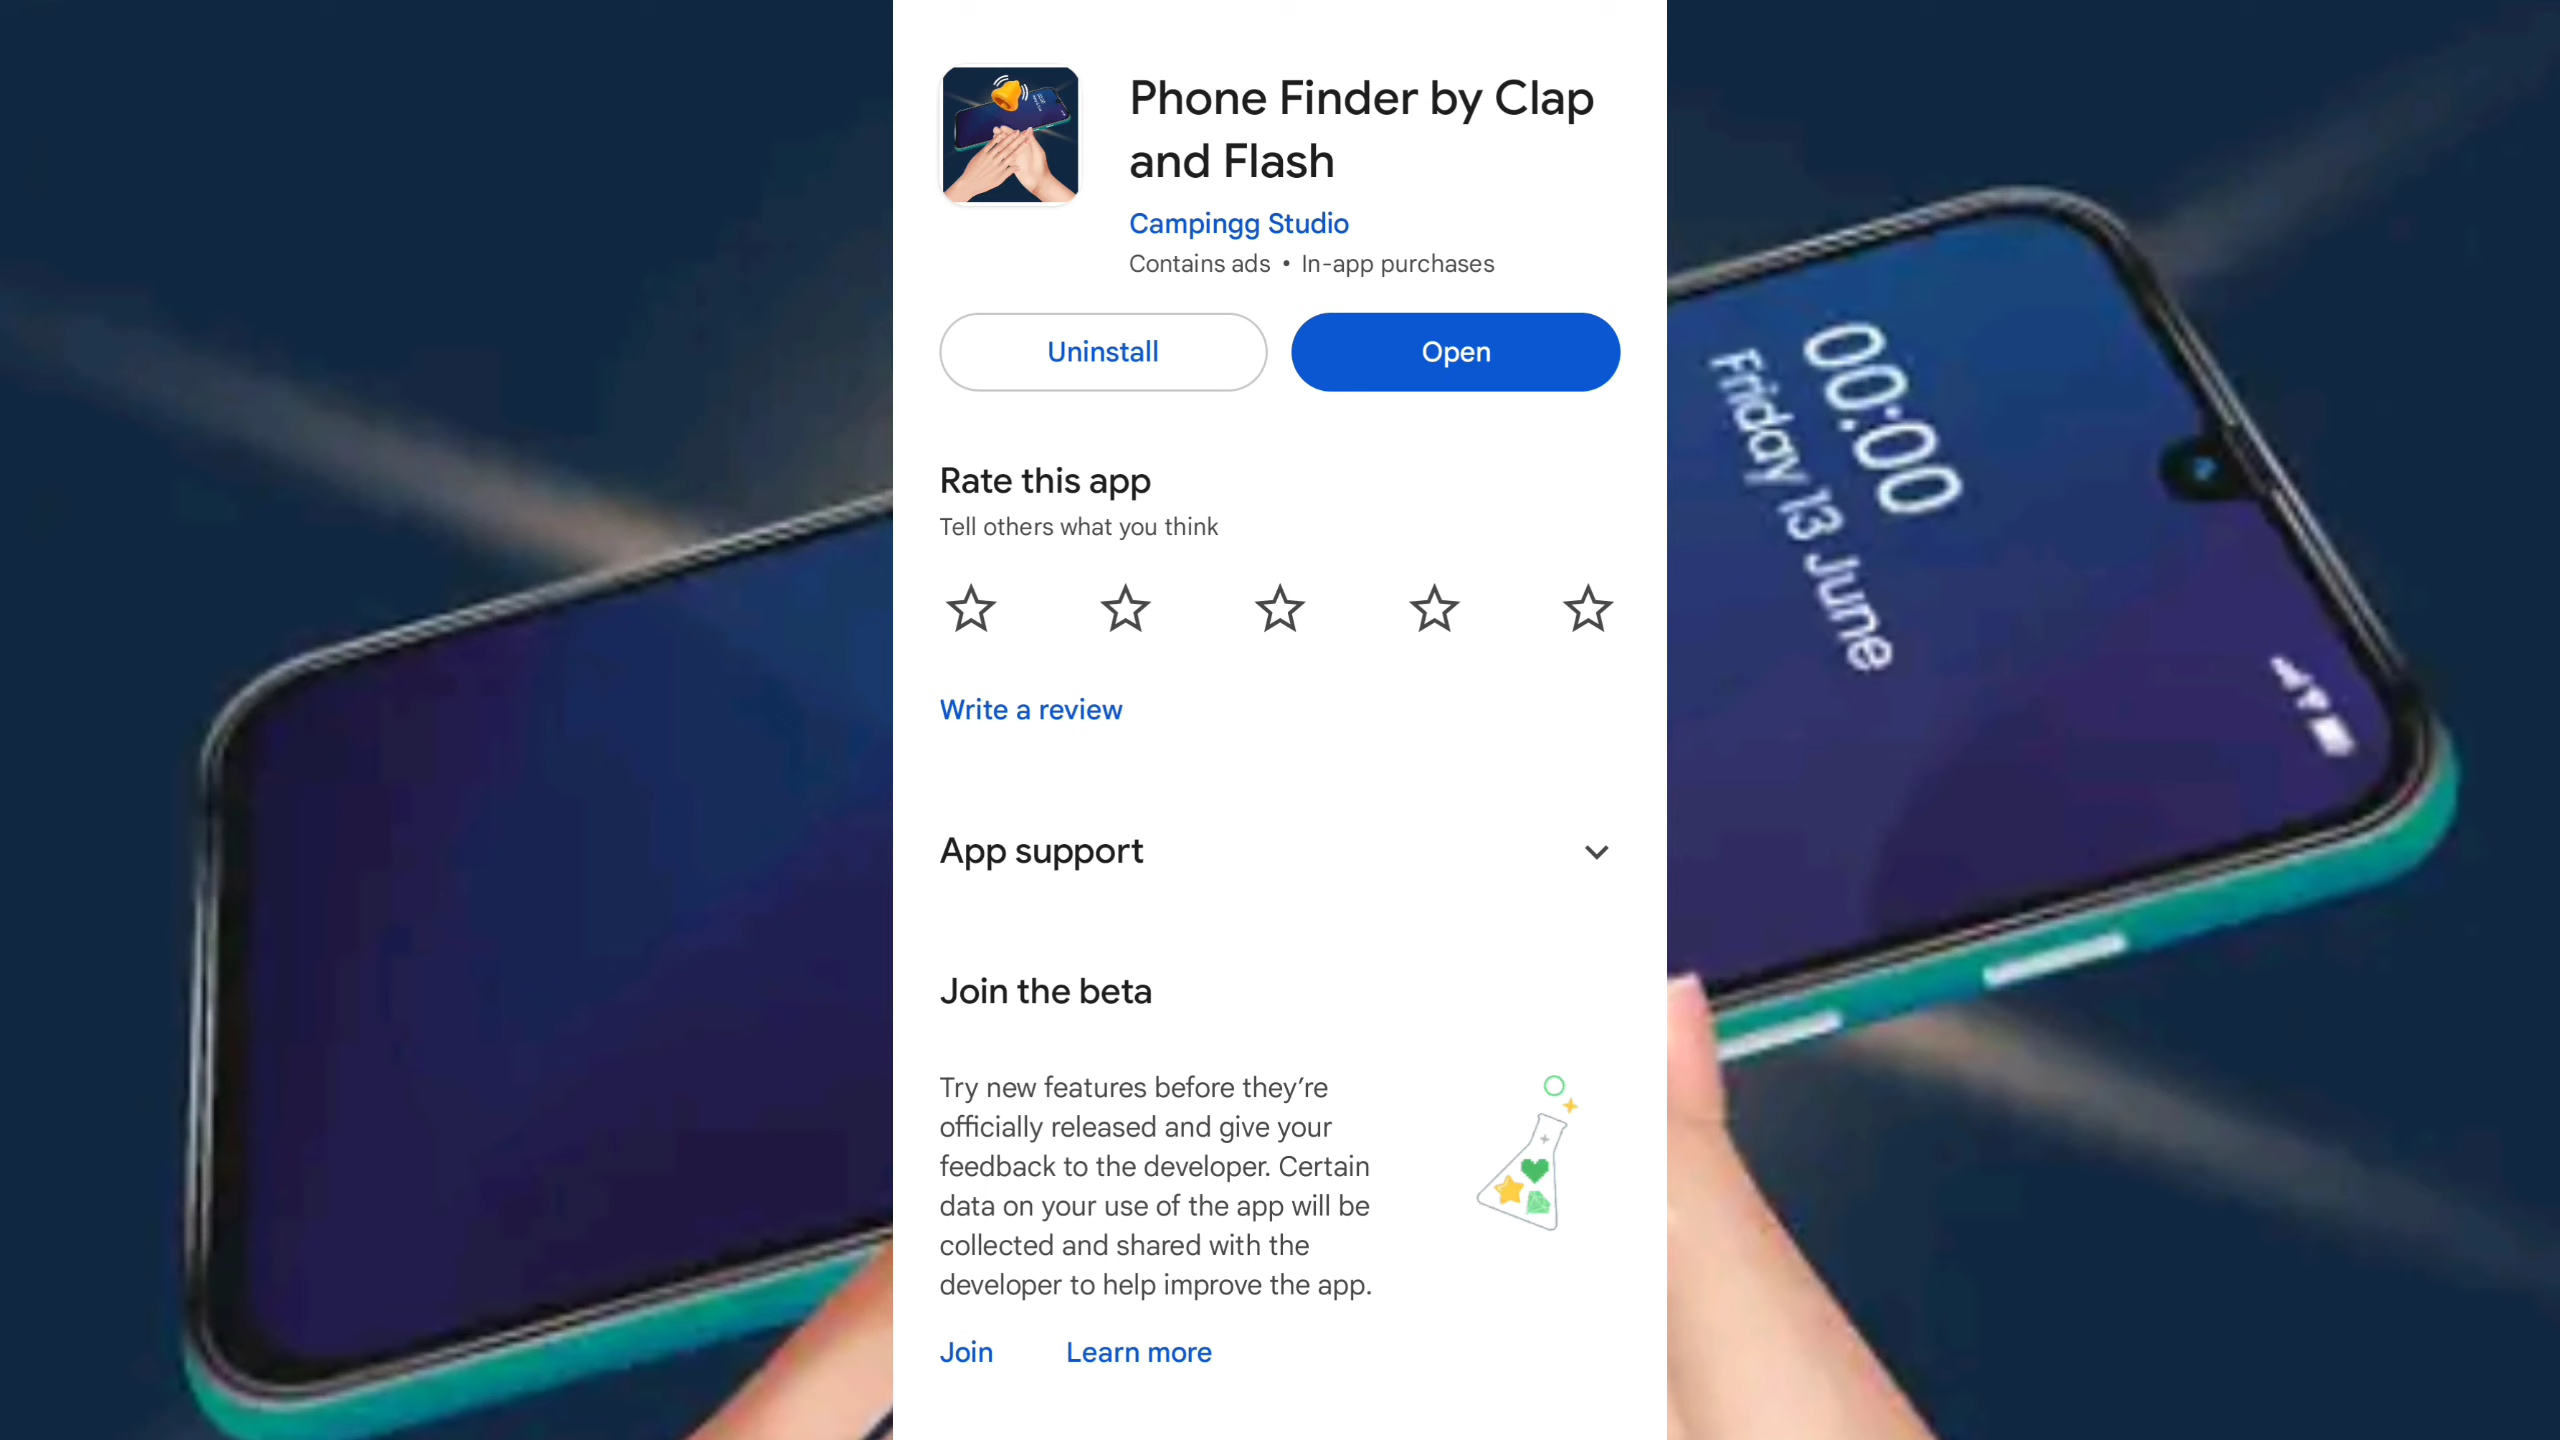 Phone Finder by Clap
and Flash
Campingg Studio
Contains ads • In-app purchases
Uninstall
Open
Rate this app
Tell others what you think
Write a review
App support
Join the beta
Try new features before they’re
officially released and give your
feedback to the developer. Certain
data on your use of the app will be
collected and shared with the
developer to help improve the app.
Join
Learn more
00:00
Friday 13 June